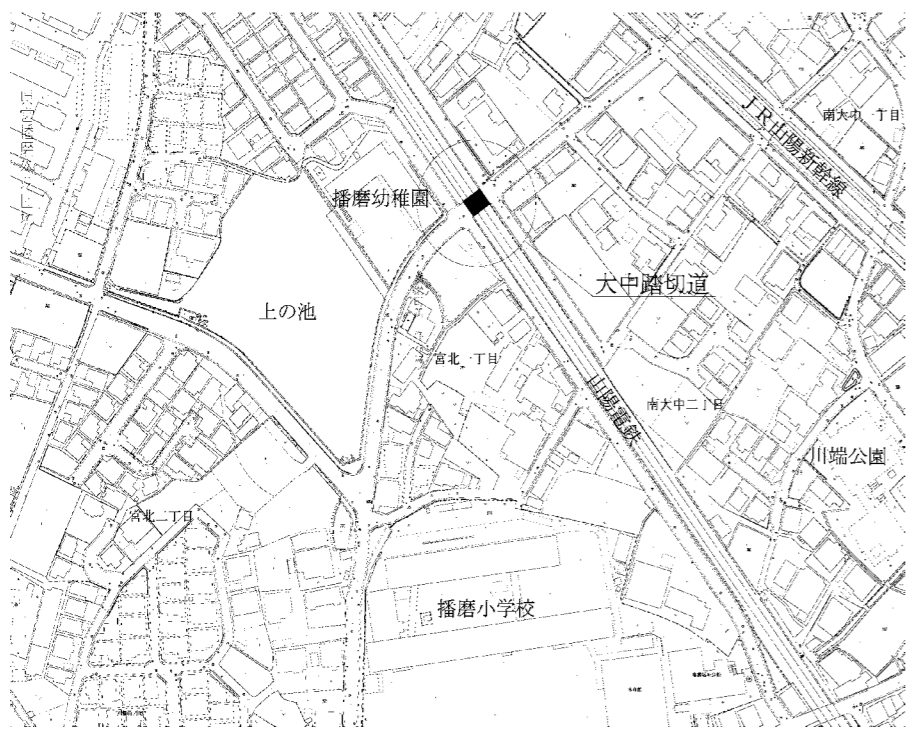 JR山陽新幹線
南大中一丁目
播磨幼稚園
大中踏切道
上の池
宮北一丁目
山陽電鉄
南大中二丁目
川端公園
宮北二丁目
播磨小学校